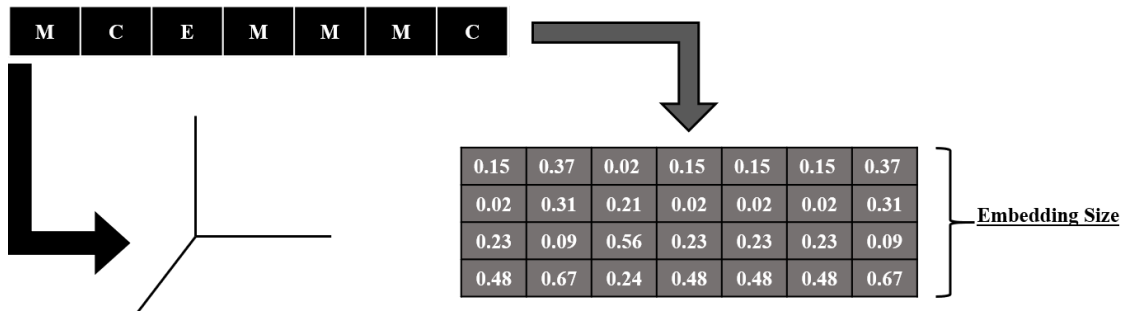 M C E M M M C
0.15 0.37 0.02 0.15 0.15 0.15 0.37
0.02 0.31 0.21 0.02 0.02 0.02 0.31
0.23 0.09 0.56 0.23 0.23 0.23 0.09
0.48 0.67 0.24 0.48 0.48 0.48 0.67
Embedding Size